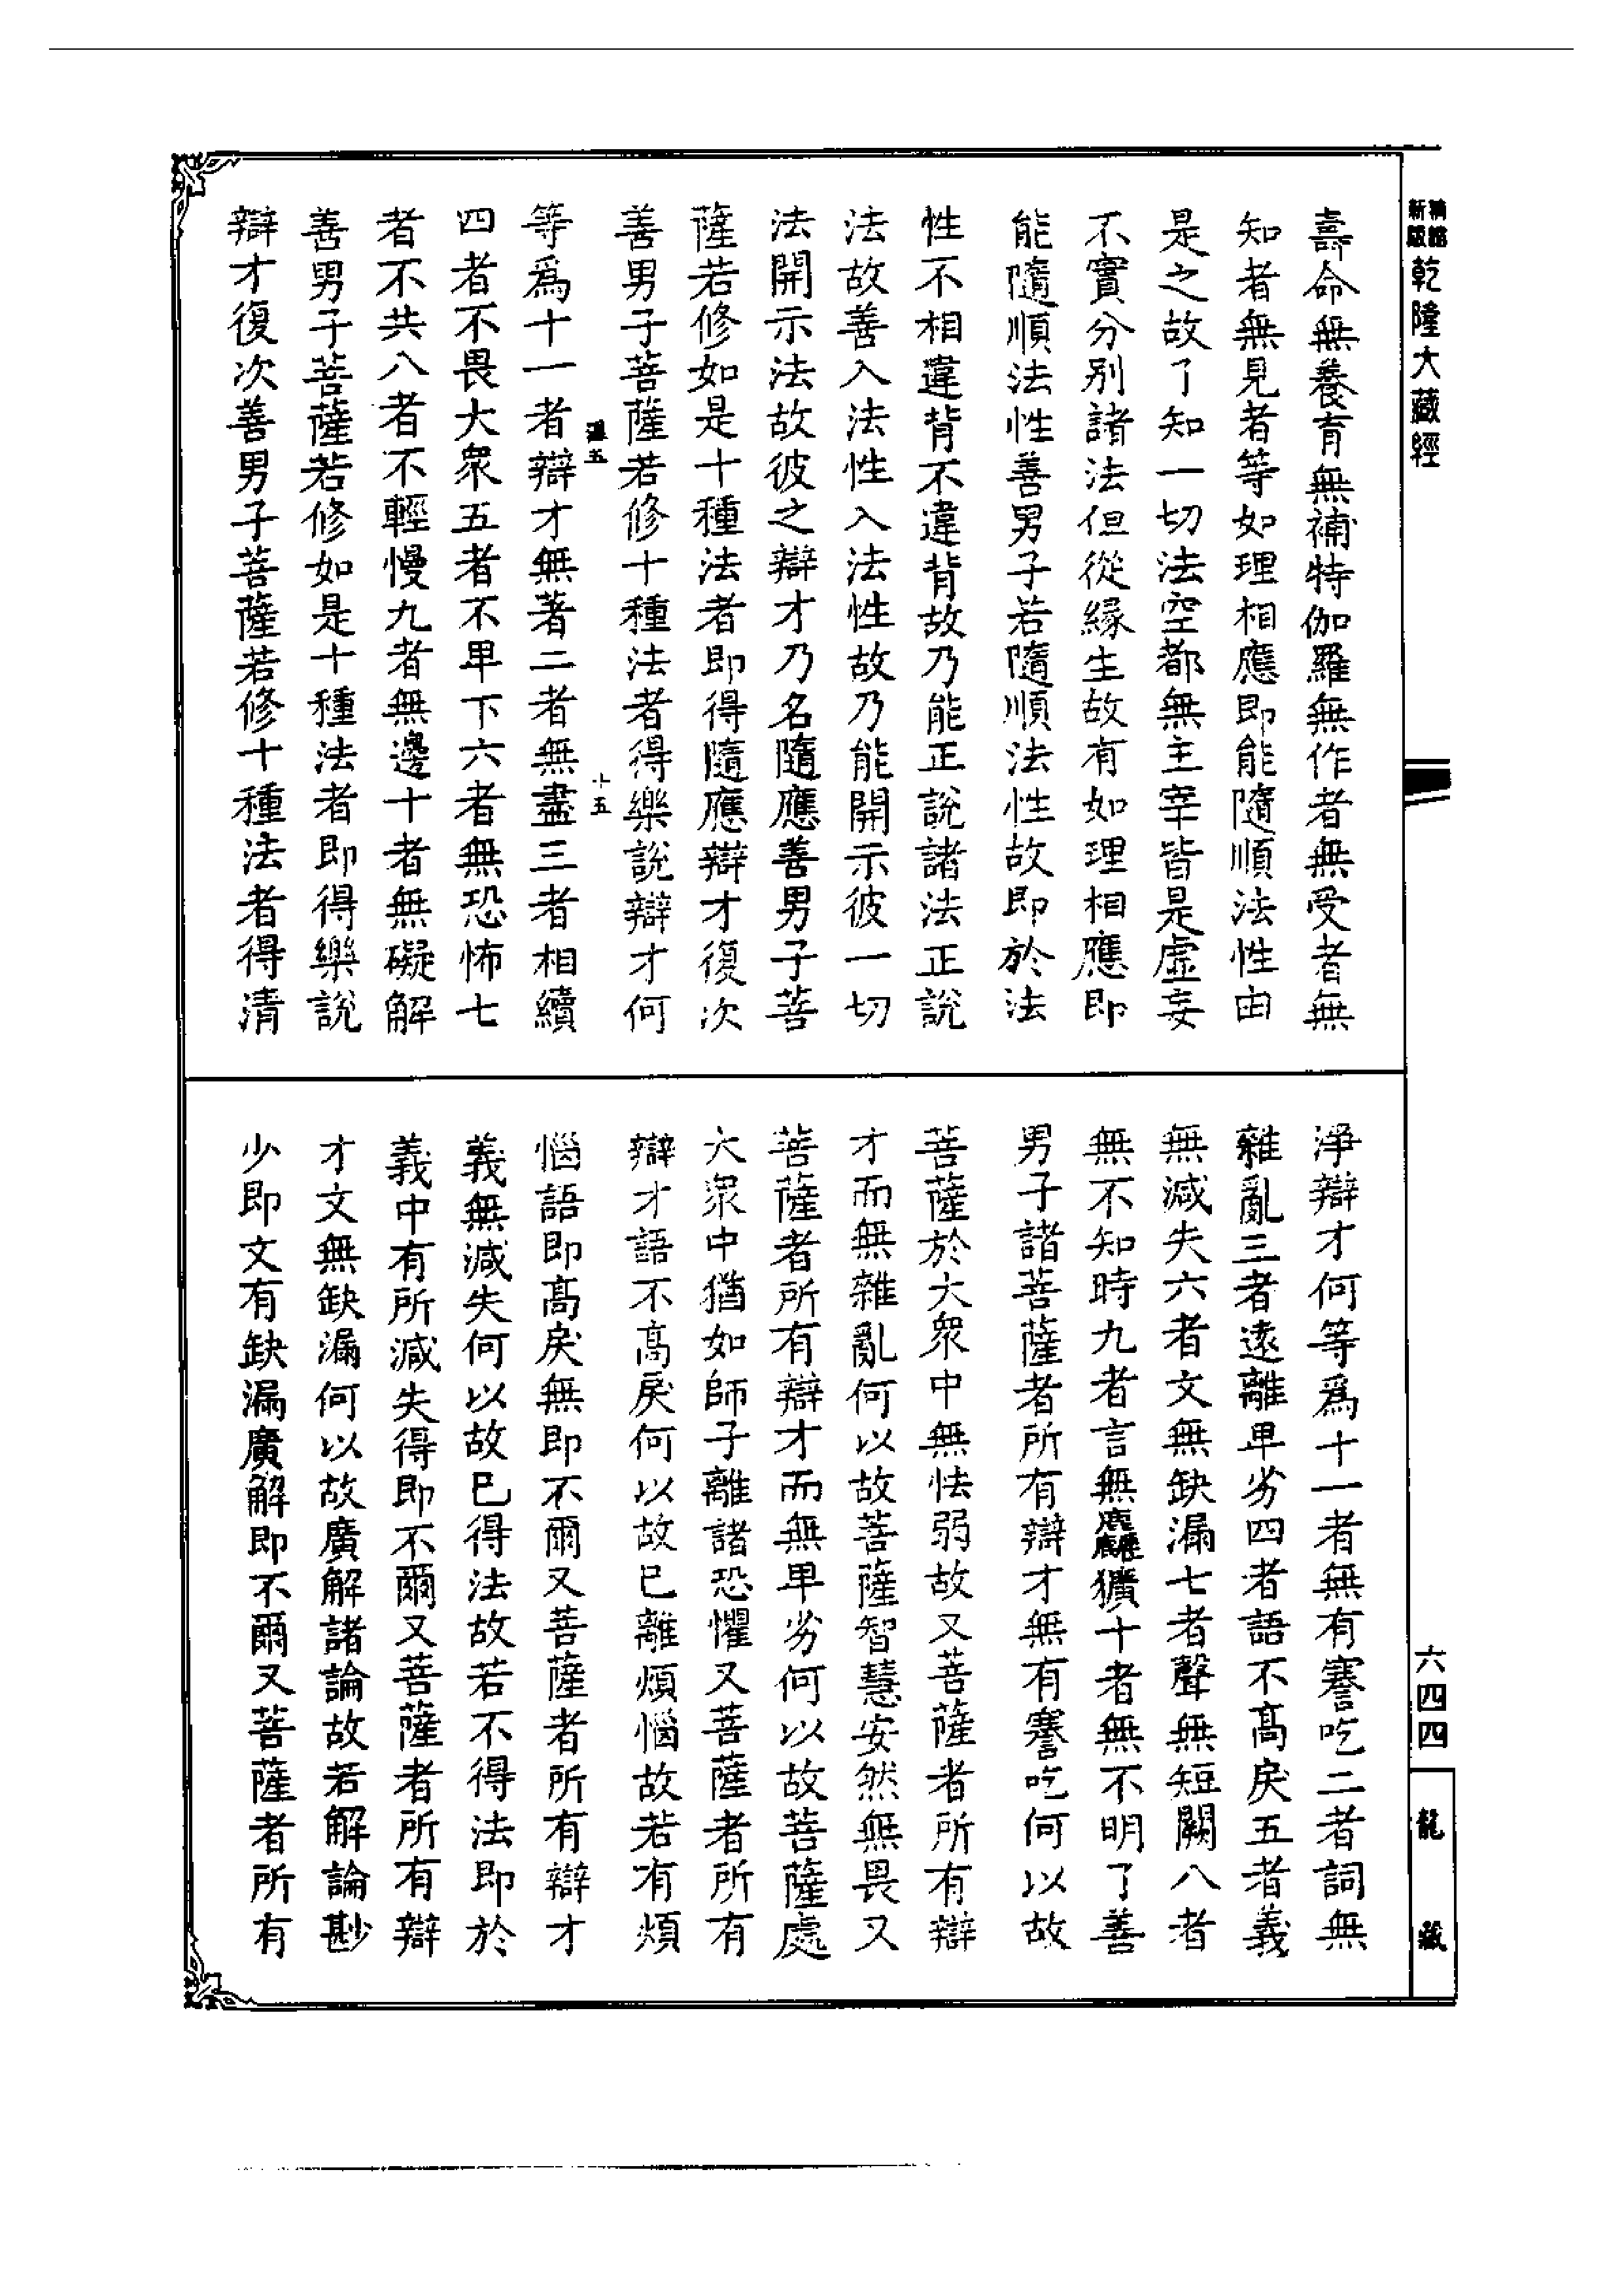 新版
乾隆大藏經
六四四
龍藏
壽命無養育無補特伽羅無作者無受者無
知者無見者等如理相應即能隨順法性由
是之故了知一切法空都無主宰皆是虛妄
不實分別諸法但從緣生故有如理相應即
能隨順法性善男子若隨順法性故即於法
性不相違背不違背故乃能正說諸法正說
法故善入法性入法性故乃能開示彼一切
法開示法故彼之辯才乃名隨應善男子菩
薩若修如是十種法者即得隨應辯才復次
善男子菩薩若修十種法者得樂說辯才何
十五
等爲十一者辯才無著二者無盡三者相續
四者不畏大衆五者不卑下六者無恐怖七
者不共八者不輕慢九者無邊十者無礙解
善男子菩薩若修如是十種法者即得樂說
辯才復次善男子菩薩若修十種法者得清
淨辯才何等爲十一者無有謇吃二者詞無
雜亂三者遠離卑劣四者語不高戾五者義
無減失六者文無缺漏七者聲無短闕八者
無不知時九者言無麤獷十者無不明了善
男子諸菩薩者所有辯才無有謇吃何以故
菩薩於大衆中無怯弱故又菩薩者所有辯
才而無雜亂何以故菩薩智慧安然無畏又
菩薩者所有辯才而無卑劣何以故菩薩處
大衆中猶如師子離諸恐懼又菩薩者所有
辯才語不高戾何以故已離煩惱故若有煩
惱語即高戾無即不爾又菩薩者所有辯才
義無減失何以故已得法故若不得法即於
義中有所減失得即不爾又菩薩者所有辯
才文無缺漏何以故廣解諸論故若解論尠
少即文有缺漏廣解即不爾又菩薩者所有